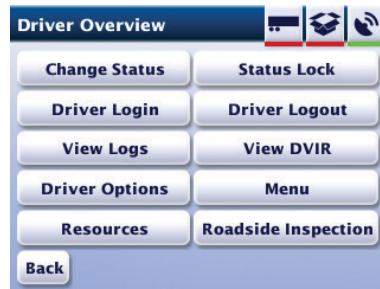 Driver Overview
Change Status
Status Lock
Driver Login
Driver Logout
View Logs
View DVIR
Driver Options
Menu
Resources
Roadside Inspection
Back